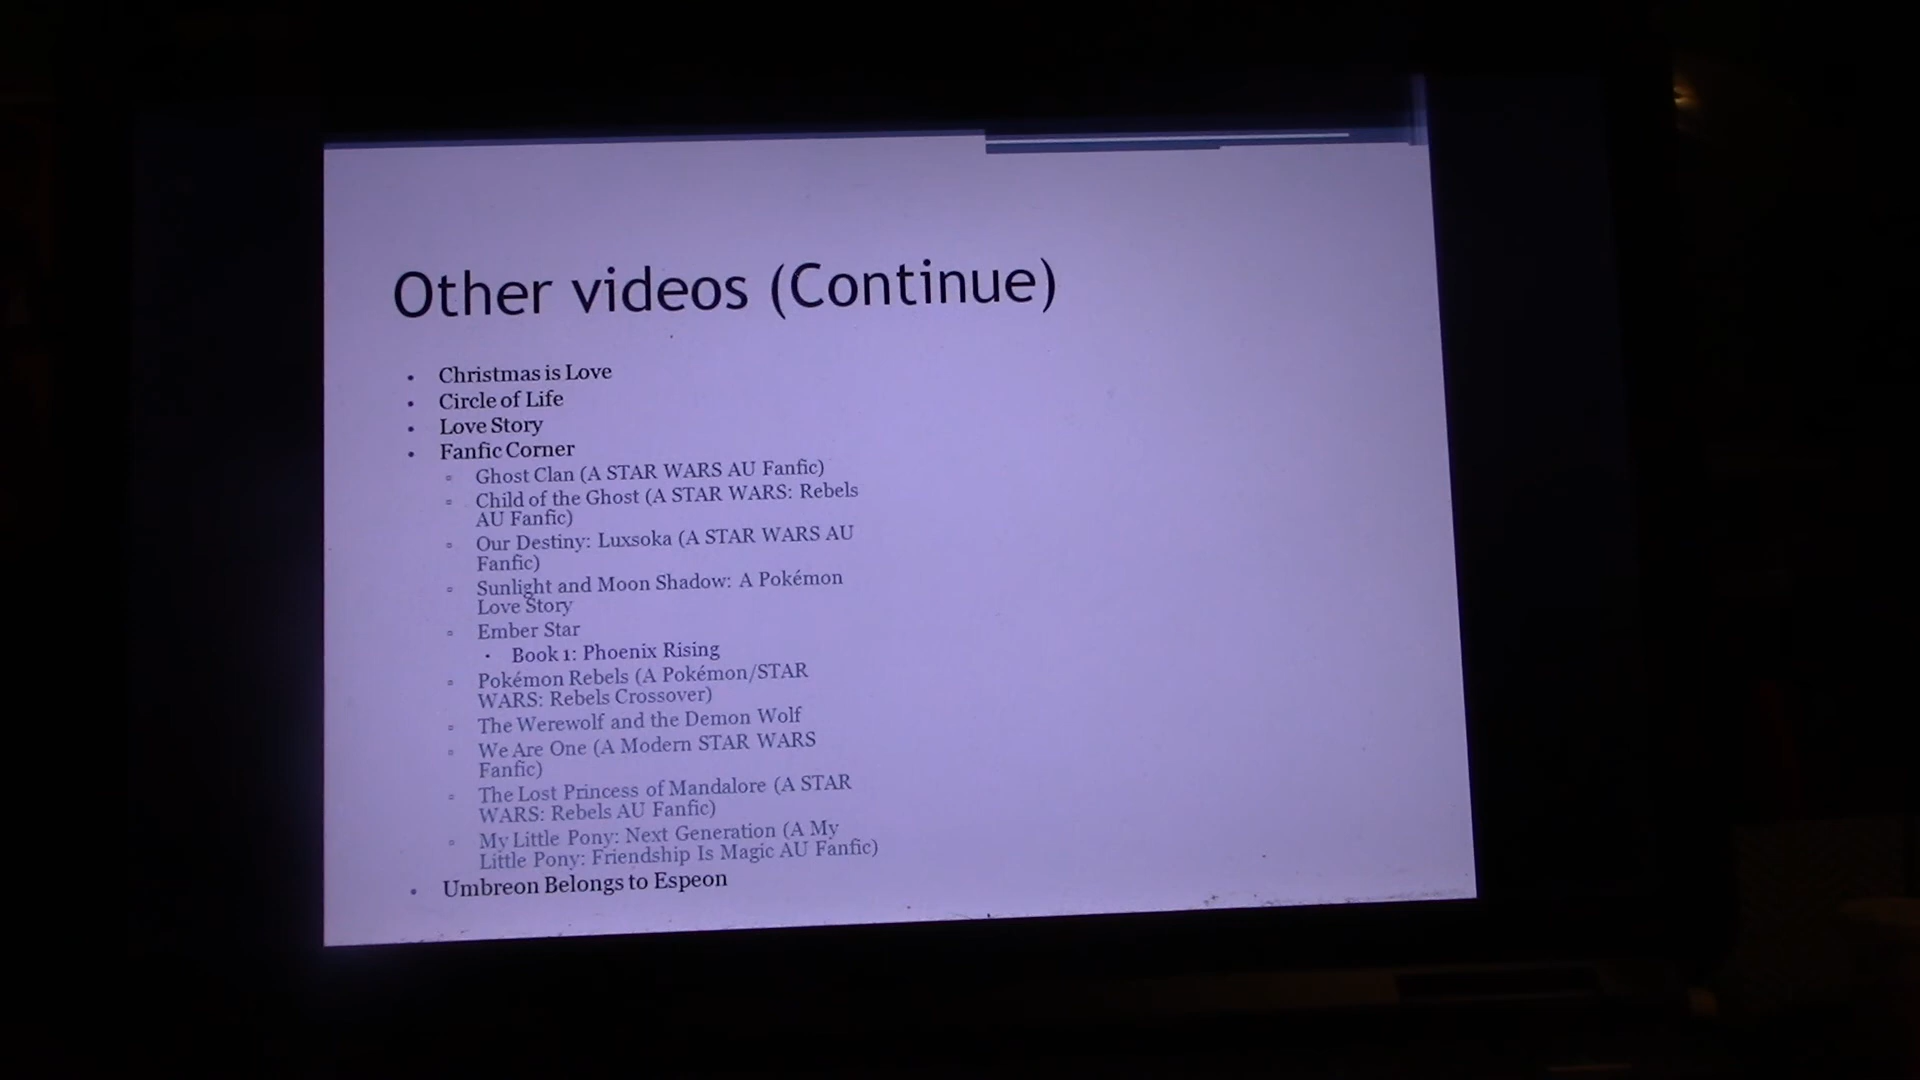 Other videos (Continue)
Christmas is Love
Circle of Life
Love Story
Fanfic Corner
Ghost Clan (A STAR WARS AU Fanfic)
Child of the Ghost (A STAR WARS: Rebels
AU Fanfic)
Our Destiny: Luxsoka (A STAR WARS AU
Fanfic)
Sunlight and Moon Shadow: A Pokémon
Love Story
Ember Star
Book 1: Phoenix Rising
Pokémon Rebels (A Pokémon/STAR
WARS: Rebels Crossover)
The Werewolf and the Demon Wolf
We Are One (A Modern STAR WARS
Fanfic)
The Lost Princess of Mandalore (A STAR
WARS: Rebels AU Fanfic)
My Little Pony: Next Generation (A My
Little Pony: Friendship Is Magic AU Fanfic)
Umbreon Belongs to Espeon